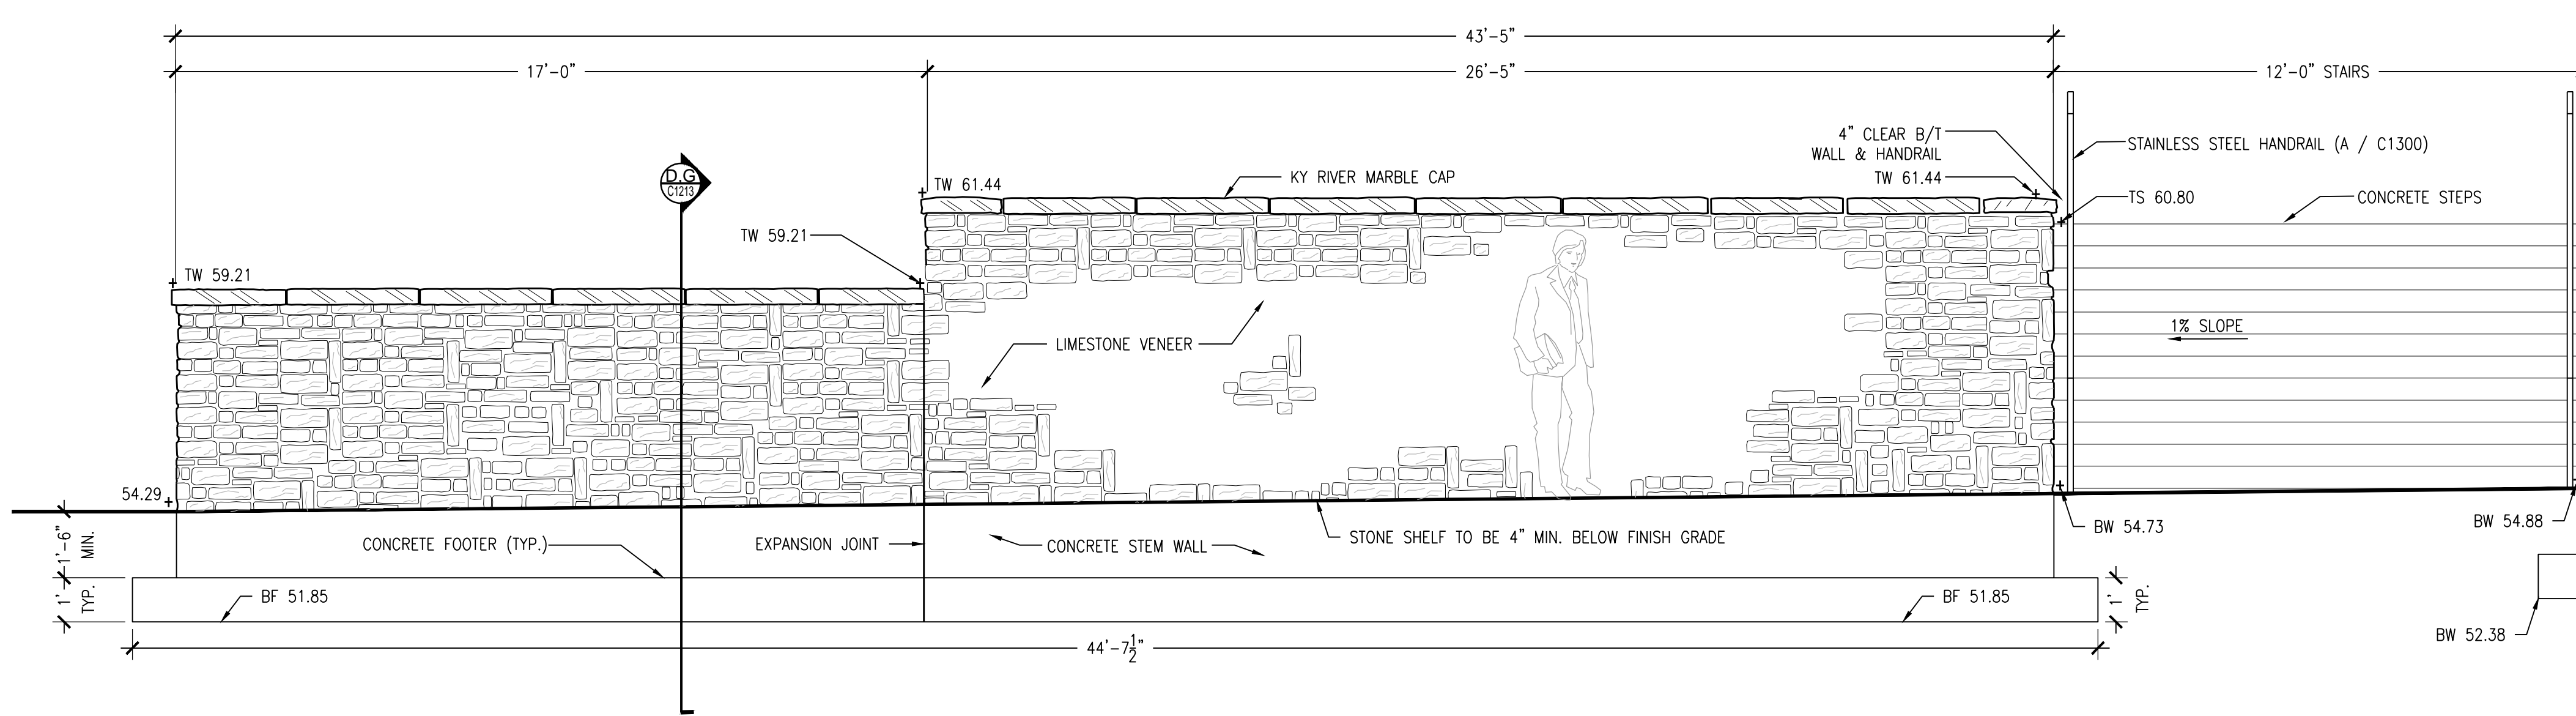 43'-5"
17'-0"
26'-5"
12'-0" STAIRS
4" CLEAR B/T
WALL & HANDRAIL
STAINLESS STEEL HANDRAIL (A / C1300)
D.G
C1213
TW 61.44
KY RIVER MARBLE CAP
TW 61.44
TS 60.80
CONCRETE STEPS
TW 59.21
TW 59.21
1% SLOPE
LIMESTONE VENEER
54.29
BW 54.73
BW 54.88
1'-6"
MIN.
CONCRETE FOOTER (TYP.)
EXPANSION JOINT
CONCRETE STEM WALL
STONE SHELF TO BE 4" MIN. BELOW FINISH GRADE
1'
TYP.
BF 51.85
BF 51.85
1'
TYP.
BW 52.38
44'-7½"